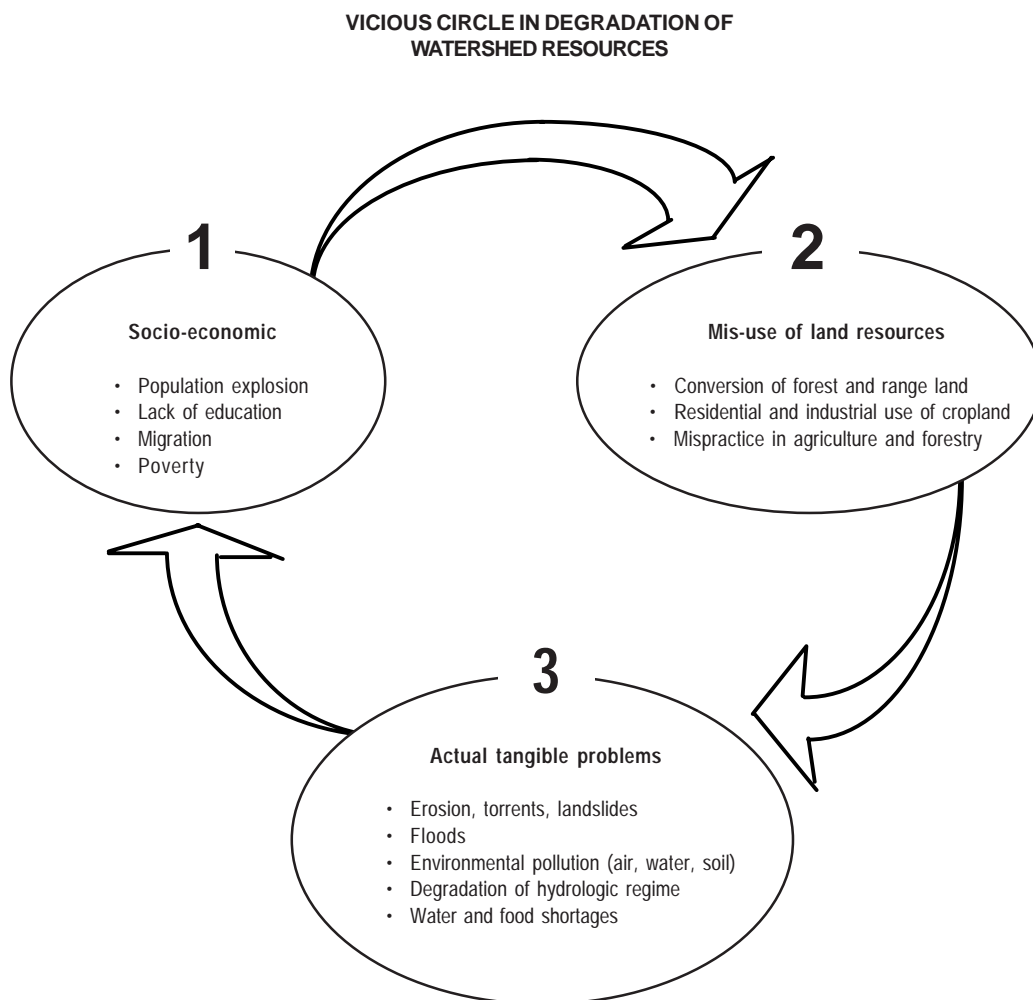 VICIOUS CIRCLE IN DEGRADATION OF
WATERSHED RESOURCES
1
Socio-economic
• Population explosion
• Lack of education
• Migration
• Poverty
2
Mis-use of land resources
• Conversion of forest and range land
• Residential and industrial use of cropland
• Mispractice in agriculture and forestry
3
Actual tangible problems
• Erosion, torrents, landslides
• Floods
• Environmental pollution (air, water, soil)
• Degradation of hydrologic regime
• Water and food shortages